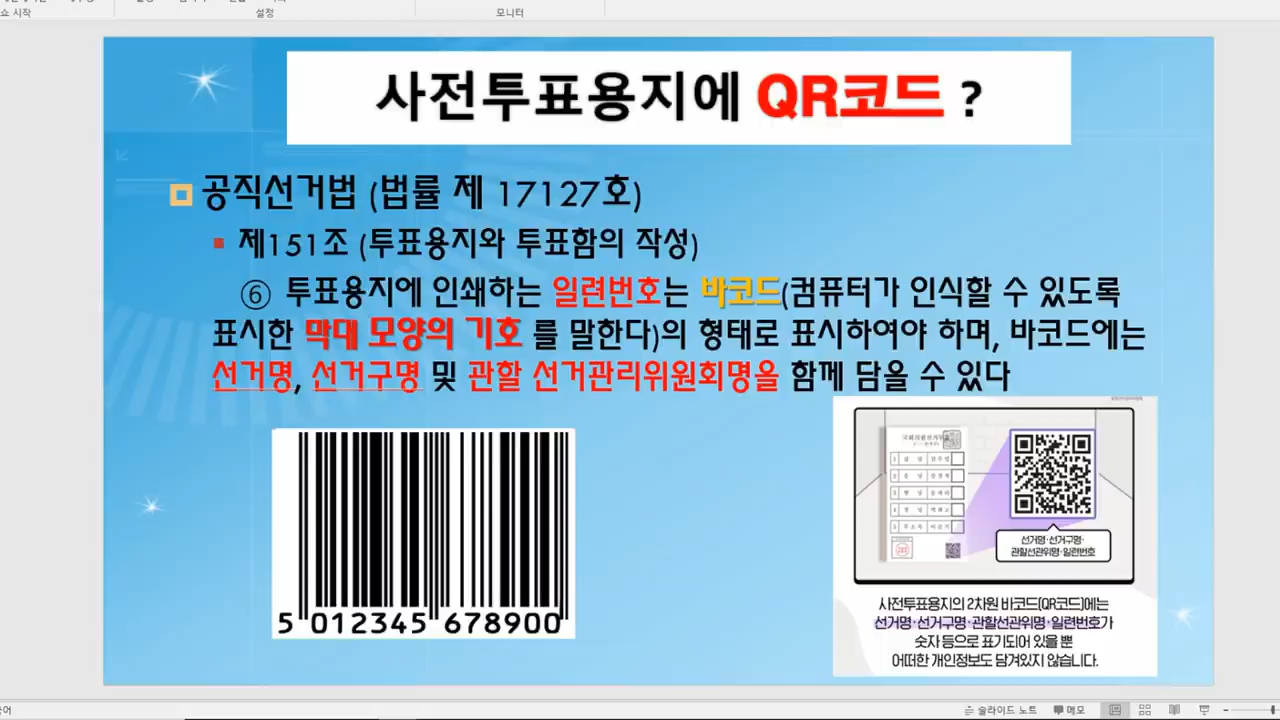 쇼 시작
설정
모니터
사전투표용지에 QR코드 ?
공직선거법 (법률 제 17127호)
제151조 (투표용지와 투표함의 작성)
⑥ 투표용지에 인쇄하는 일련번호는 바코드(컴퓨터가 인식할 수 있도록
표시한 막대 모양의 기호 를 말한다)의 형태로 표시하여야 하며, 바코드에는
선거명, 선거구명 및 관할 선거관리위원회명을 함께 담을 수 있다
5 012345 678900
선거명·선거구명·
관할선관위명·일련번호
사전투표용지의 2차원 바코드(QR코드)에는
선거명·선거구명·관할선관위명·일련번호가
숫자 등으로 표기되어 있을 뿐
어떠한 개인정보도 담겨있지 않습니다.
슬라이드 노트
메모